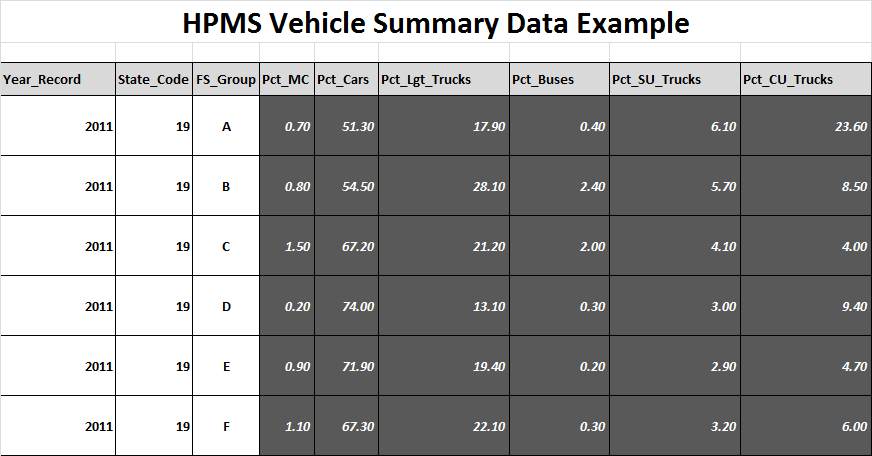 HPMS Vehicle Summary Data Example
Year_Record State_Code FS_Group Pct_MC Pct_Cars Pct_Lgt_Trucks Pct_Buses Pct_SU_Trucks Pct_CU_Trucks
2011 19 A 0.70 51.30 17.90 0.40 6.10 23.60
2011 19 B 0.80 54.50 28.10 2.40 5.70 8.50
2011 19 C 1.50 67.20 21.20 2.00 4.10 4.00
2011 19 D 0.20 74.00 13.10 0.30 3.00 9.40
2011 19 E 0.90 71.90 19.40 0.20 2.90 4.70
2011 19 F 1.10 67.30 22.10 0.30 3.20 6.00